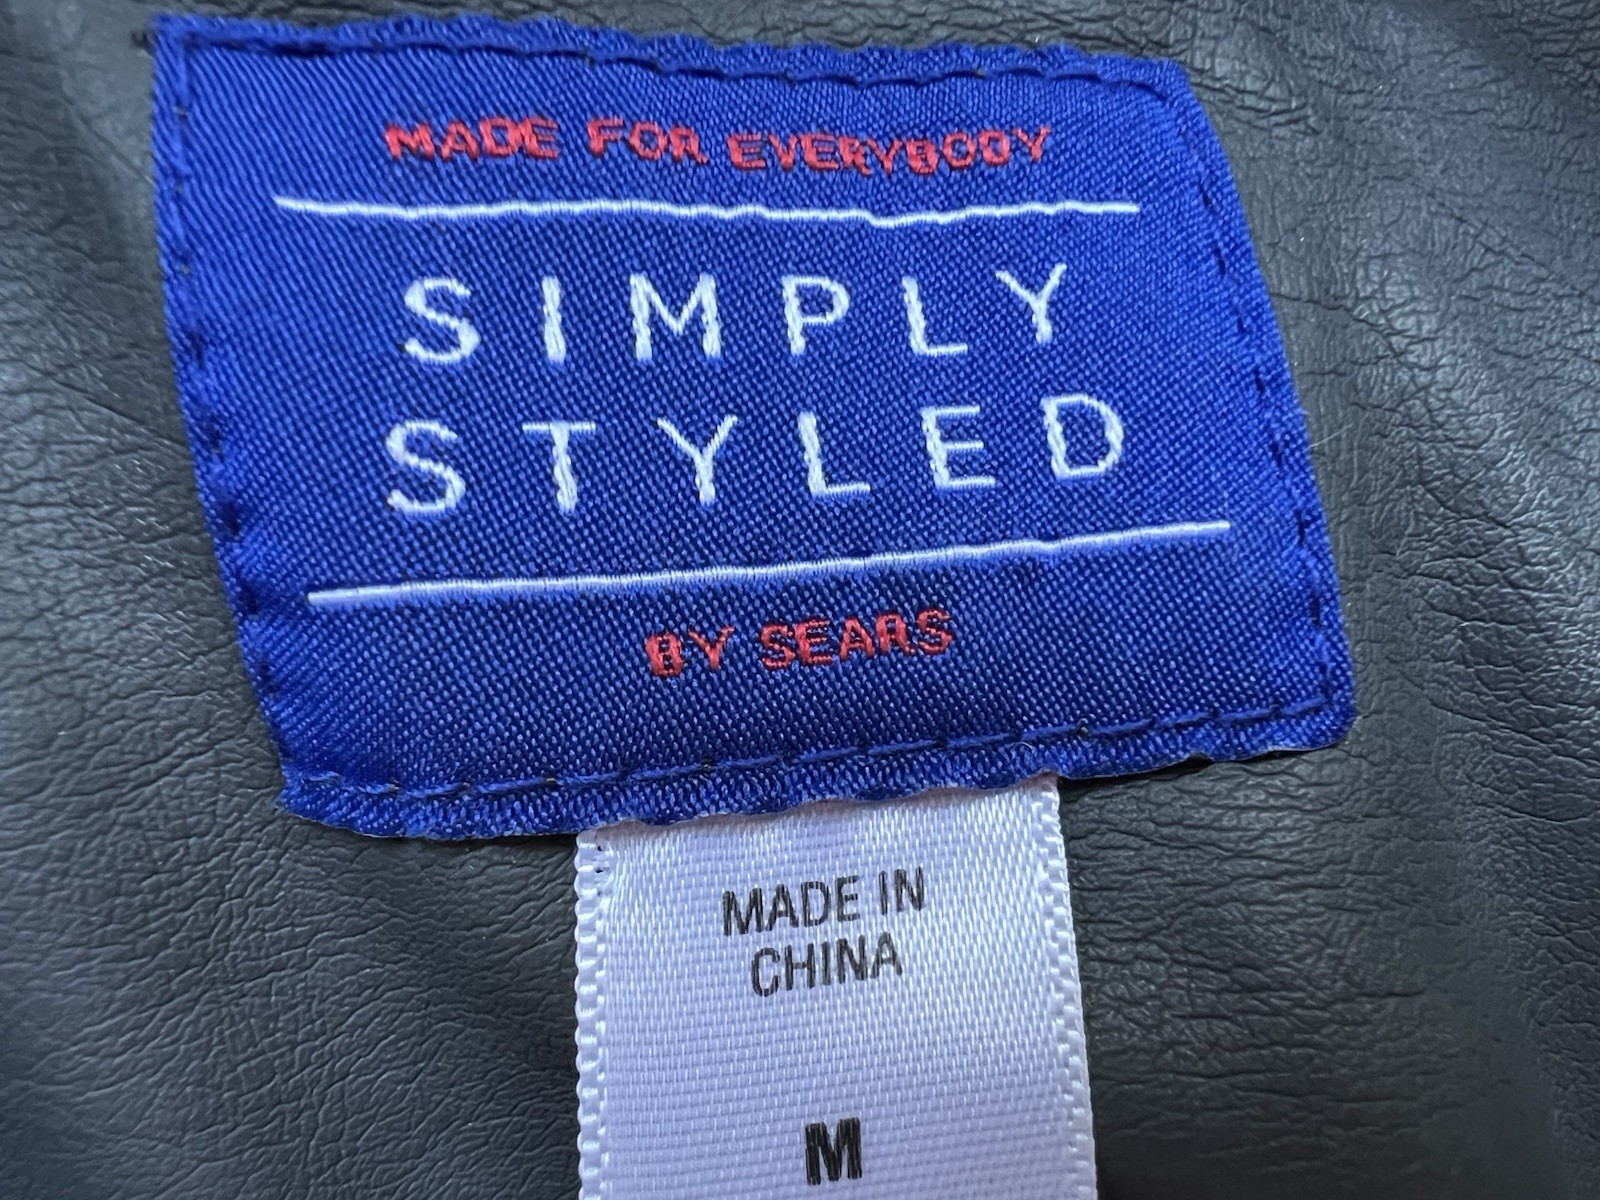 MADE FOR EVERYBODY
SIMPLY
STYLED
BY SEARS
MADE IN
CHINA
M